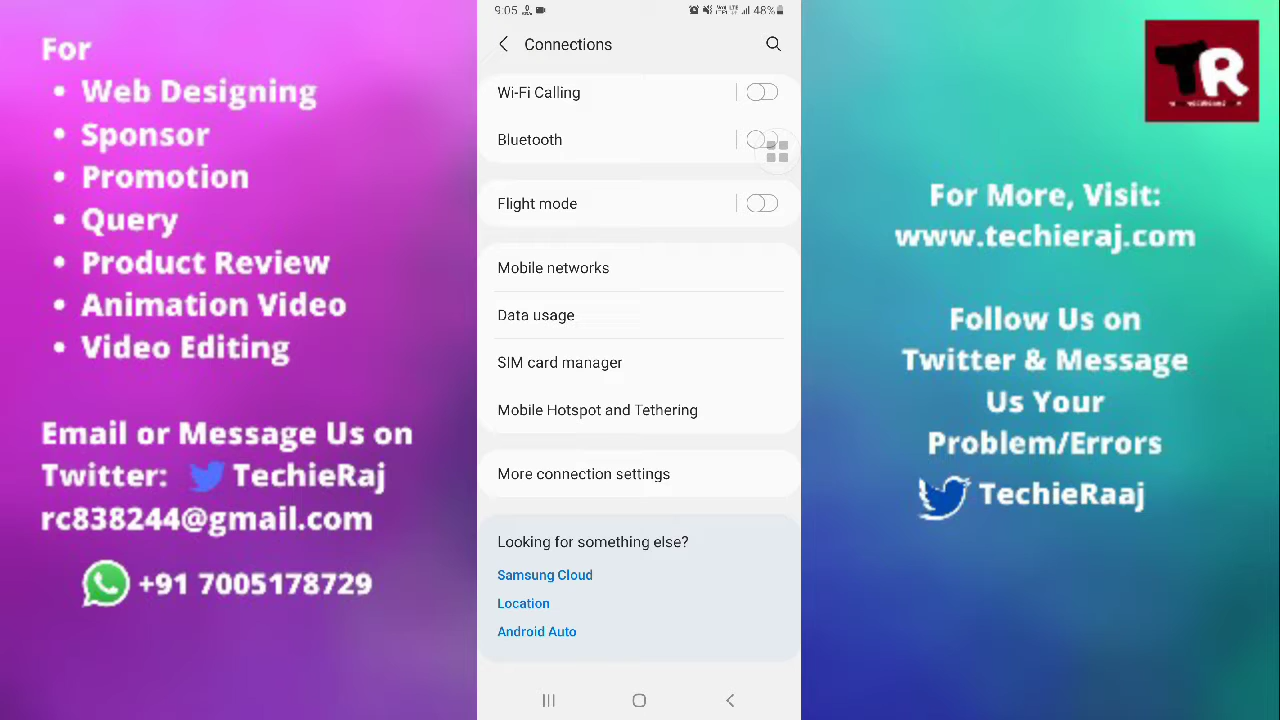 For
• Web Designing
• Sponsor
• Promotion
• Query
• Product Review
• Animation Video
• Video Editing
Email or Message Us on
Twitter: TechieRaj
rc838244@gmail.com
+91 7005178729
9:05 48%
Connections
Wi-Fi Calling
Bluetooth
Flight mode
Mobile networks
Data usage
SIM card manager
Mobile Hotspot and Tethering
More connection settings
Looking for something else?
Samsung Cloud
Location
Android Auto
TR
For More, Visit:
www.techieraj.com
Follow Us on
Twitter & Message
Us Your
Problem/Errors
TechieRaaj